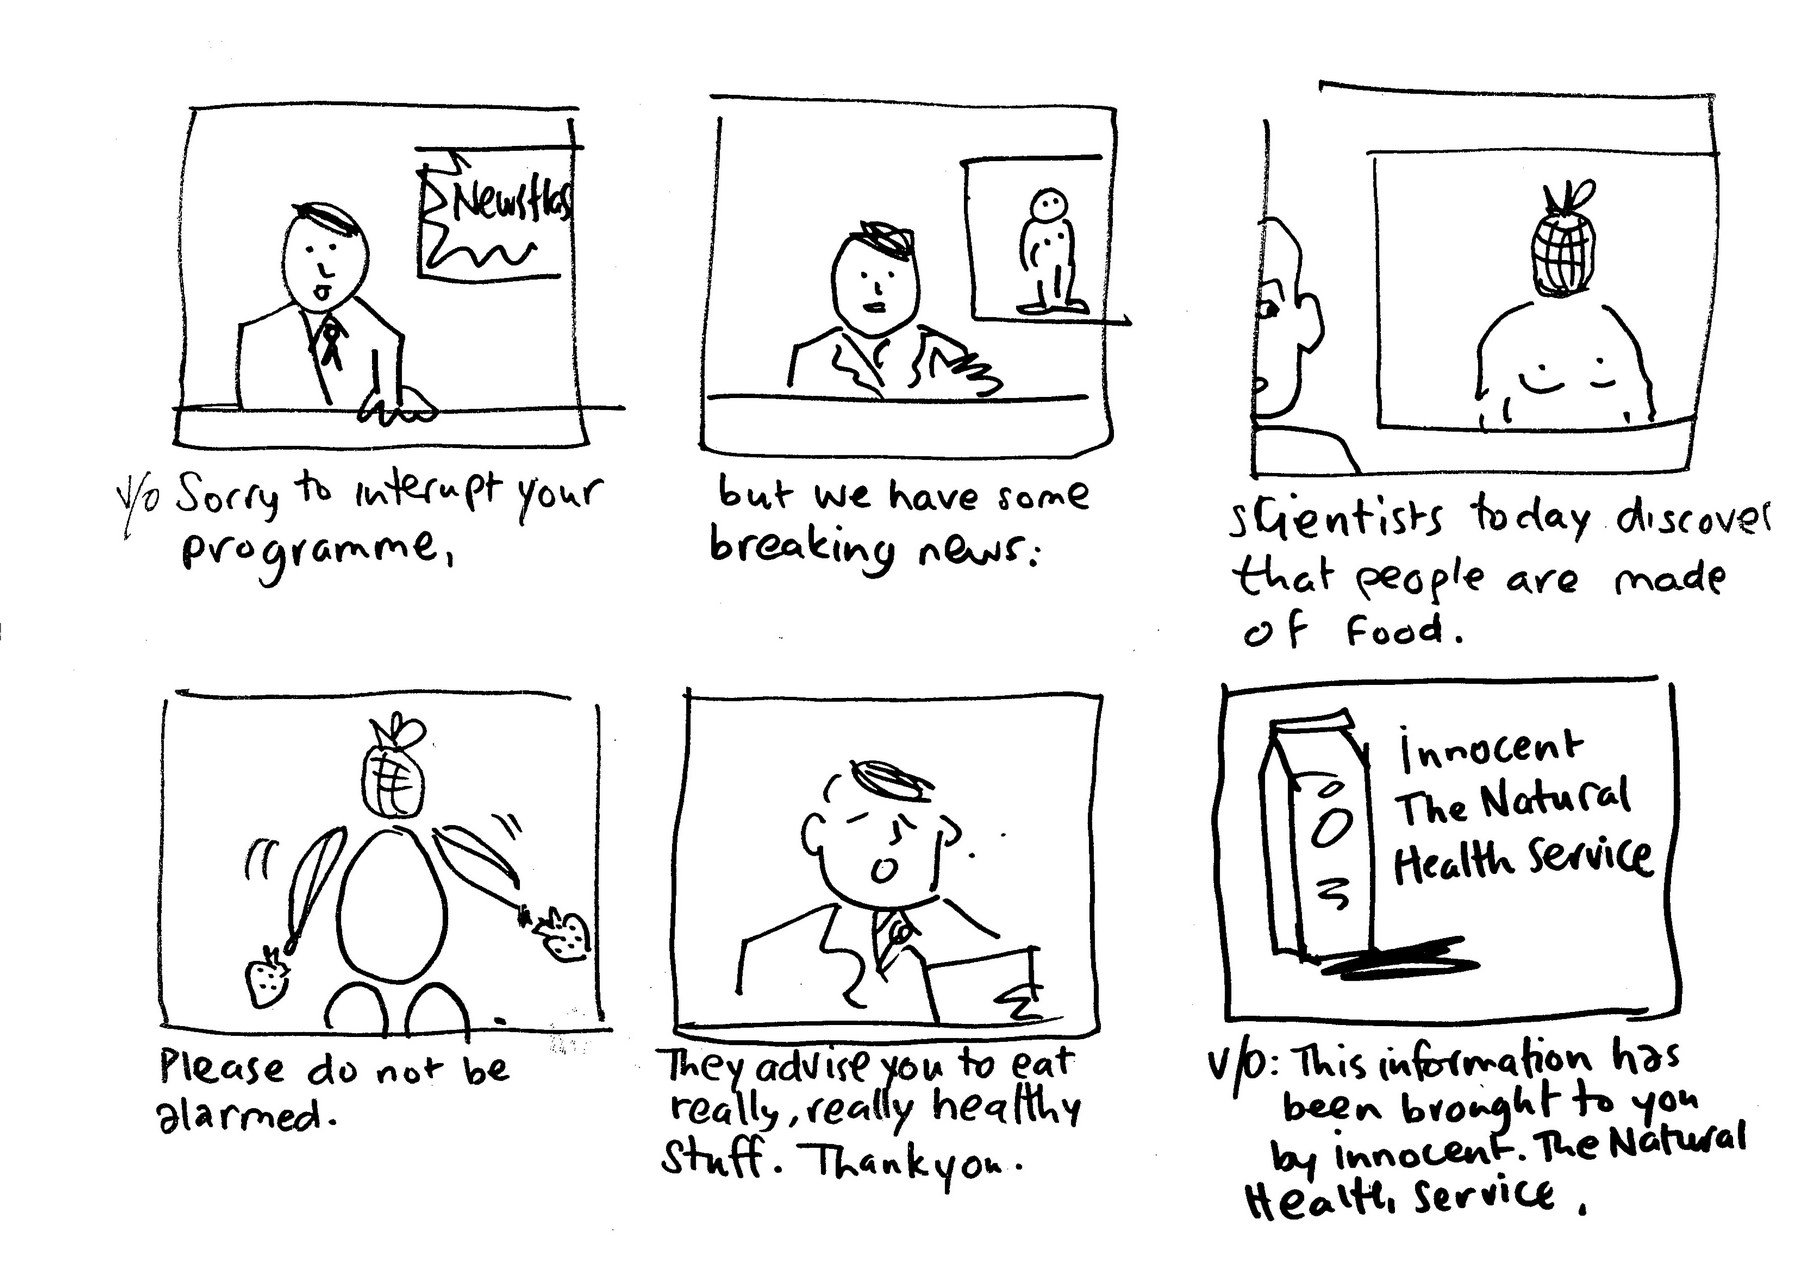 Newsflas
v/o Sorry to interupt your
programme,
but we have some
breaking news:
scientists today discover
that people are made
of food.
Please do not be
alarmed.
They advise you to eat
really, really healthy
stuff. Thankyou.
innocent
The Natural
Health Service
v/o: This information has
been brought to you
by innocent. The Natural
Health Service.